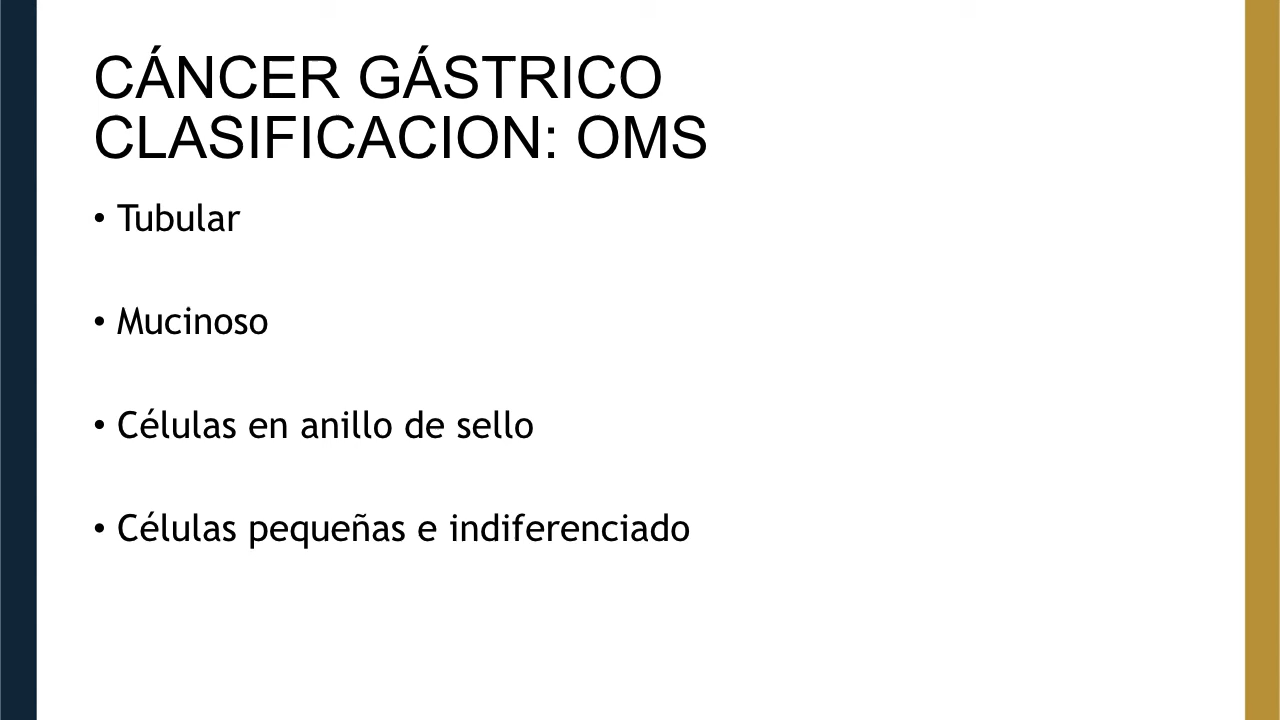 CÁNCER GÁSTRICO
CLASIFICACION: OMS
• Tubular
• Mucinoso
• Células en anillo de sello
• Células pequeñas e indiferenciado